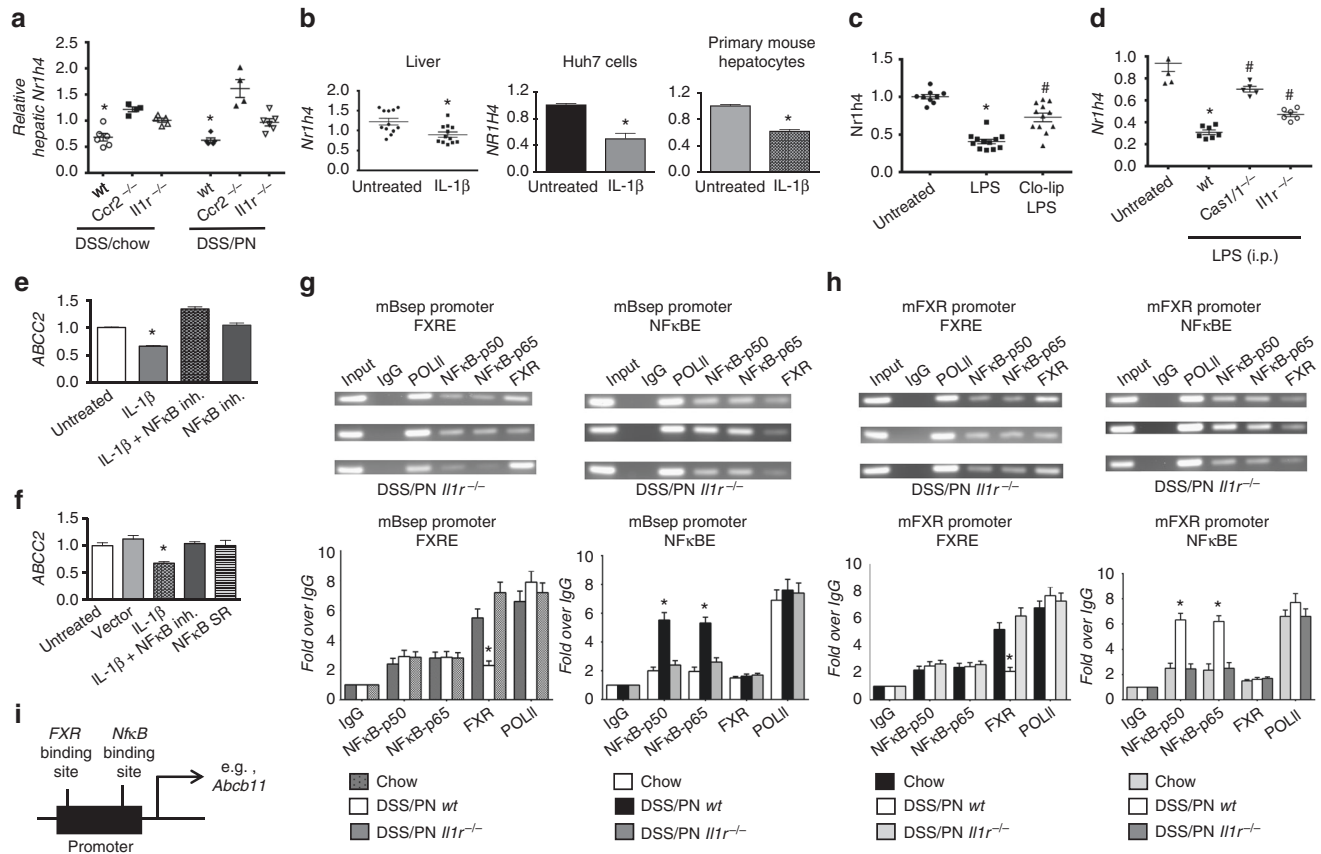 a
Relative
hepatic Nr1h4
2.5
2.0
1.5
1.0
0.5
0.0
*
*
wt
Ccr2 –/–
Il1r –/–
wt
Ccr2 –/–
Il1r –/–
DSS/chow
DSS/PN
b
Liver
Nr1h4
2.0
1.5
1.0
0.5
0.0
*
Untreated
IL-1β
Huh7 cells
NR1H4
1.2
0.8
0.4
0.0
*
Untreated
IL-1β
Primary mouse
hepatocytes
1.2
0.8
0.4
0.0
*
Untreated
IL-1β
c
Nr1h4
1.5
1.0
0.5
0.0
*
#
Untreated
LPS
Clo-lip
LPS
d
Nr1h4
1.0
0.8
0.6
0.4
0.2
0.0
*
#
#
Untreated
wt
Cas1/1–/–
Il1r –/–
LPS (i.p.)
e
ABCC2
1.5
1.0
0.5
0.0
*
Untreated
IL-1β
IL-1β + NFκB inh.
NFκB inh.
f
ABCC2
1.5
1.0
0.5
0.0
*
Untreated
Vector
IL-1β
IL-1β + NFκB inh.
NFκB SR
g
mBsep promoter
FXRE
Input
IgG
POLII
NFκB-p50
NFκB-p65
FXR
DSS/PN Il1r –/–
mBsep promoter
NFκBE
Input
IgG
POLII
NFκB-p50
NFκB-p65
FXR
DSS/PN Il1r –/–
mBsep promoter
FXRE
Fold over IgG
10
8
6
4
2
0
*
IgG
NFκB-p50
NFκB-p65
FXR
POLII
Chow
DSS/PN wt
DSS/PN Il1r–/–
mBsep promoter
NFκBE
Fold over IgG
10
8
6
4
2
0
*
*
IgG
NFκB-p50
NFκB-p65
FXR
POLII
Chow
DSS/PN wt
DSS/PN Il1r–/–
h
mFXR promoter
FXRE
Input
IgG
POLII
NFκB-p50
NFκB-p65
FXR
DSS/PN Il1r –/–
mFXR promoter
NFκBE
Input
IgG
POLII
NFκB-p50
NFκB-p65
FXR
DSS/PN Il1r –/–
mFXR promoter
FXRE
Fold over IgG
10
8
6
4
2
0
*
IgG
NFκB-p50
NFκB-p65
FXR
POLII
Chow
DSS/PN wt
DSS/PN Il1r–/–
mFXR promoter
NFκBE
Fold over IgG
10
8
6
4
2
0
*
*
IgG
NFκB-p50
NFκB-p65
FXR
POLII
Chow
DSS/PN wt
DSS/PN Il1r–/–
i
FXR
binding
site
NfκB
binding
site
e.g. ,
Abcb11
Promoter